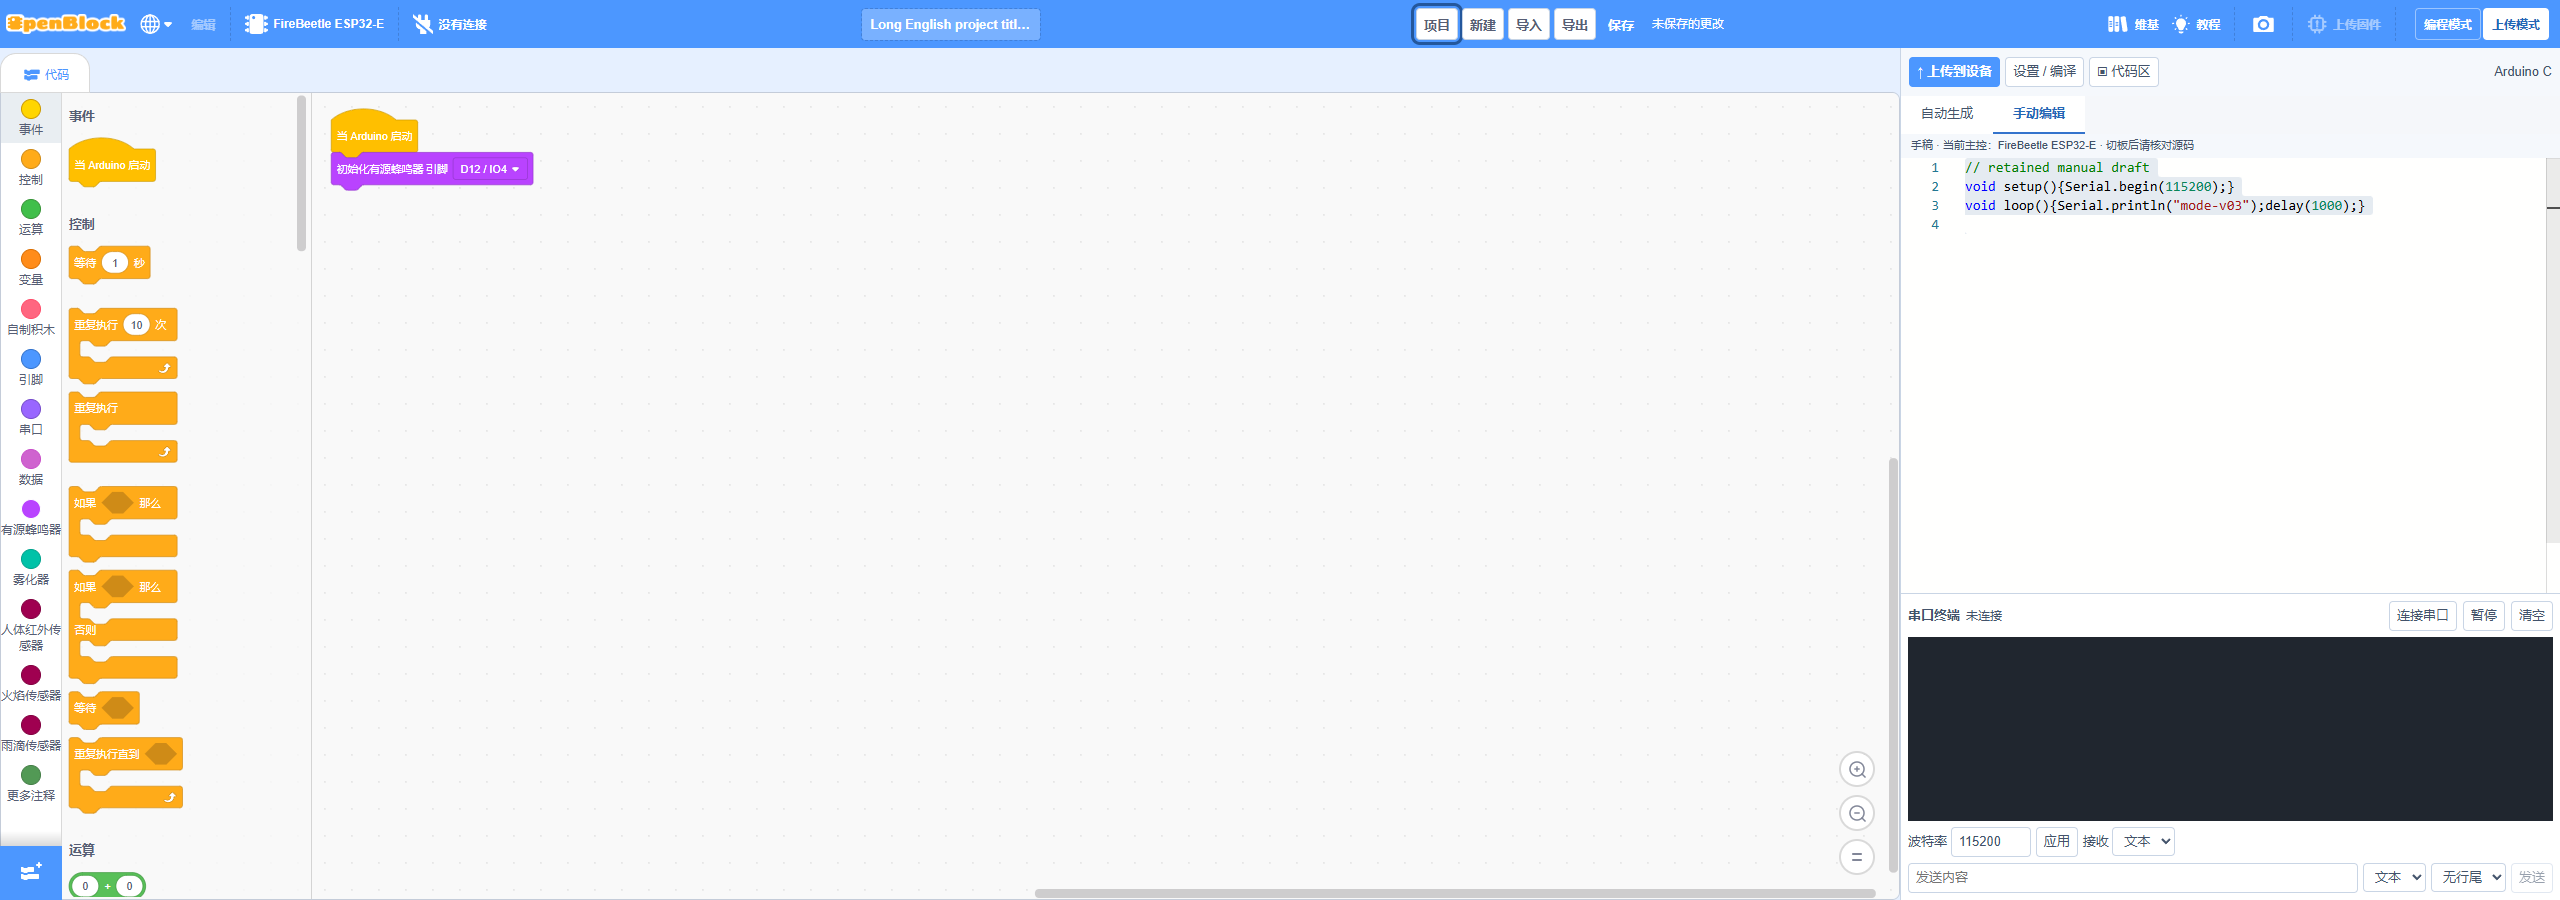 OpenBlock 编辑 FireBeetle ESP32-E 没有连接 Long English project titl... 项目 新建 导入 导出 保存 未保存的更改 维基 教程 上传固件 编程模式 上传模式
代码
事件
控制
运算
变量
自制积木
引脚
串口
数据
有源蜂鸣器
雾化器
人体红外传
感器
火焰传感器
雨滴传感器
更多注释
事件
当 Arduino 启动
控制
等待 1 秒
重复执行 10 次
重复执行
如果 那么
如果 那么
否则
等待
重复执行直到
运算
0 + 0
当 Arduino 启动
初始化有源蜂鸣器 引脚 D12 / IO4
↑ 上传到设备 设置 / 编译 代码区 Arduino C
自动生成 手动编辑
手稿 · 当前主控：FireBeetle ESP32-E · 切板后请核对源码
1 // retained manual draft
2 void setup(){Serial.begin(115200);}
3 void loop(){Serial.println("mode-v03");delay(1000);}
4
串口终端 未连接 连接串口 暂停 清空
波特率 115200 应用 接收 文本
发送内容 文本 无行尾 发送